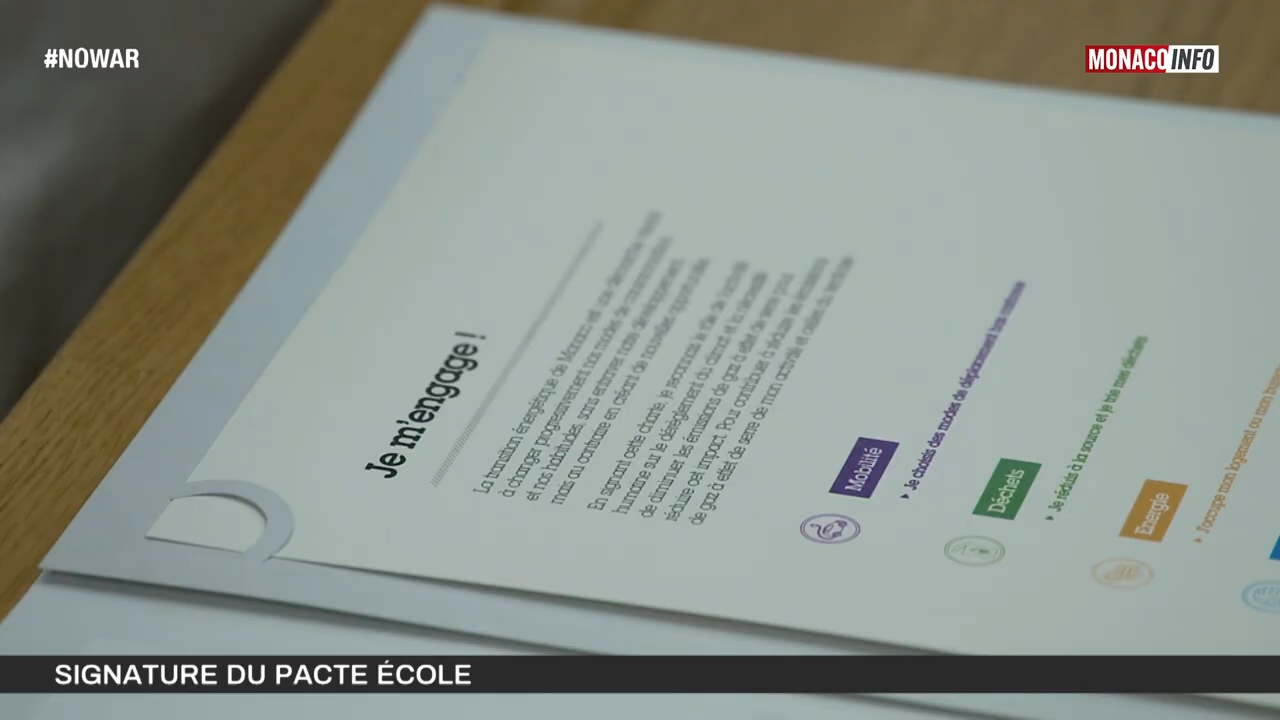 #NOWAR
MONACOINFO
Je m'engage !
La transition énergétique de Monaco est une démarche
à changer progressivement nos modes de consommation
et nos habitudes, sans entraver notre développement
mais au contraire en créant de nouvelles opportunités.
En signant cette charte, je reconnais le rôle de l'activité
humaine sur le dérèglement du climat et la nécessité
de diminuer les émissions de gaz à effet de serre pour
réduire cet impact. Pour contribuer à réduire les émissions
de gaz à effet de serre de mon activité et celles du territoire
Mobilité
Je choisis des modes de déplacement bas carbone
Déchets
Je réduis à la source et je trie mes déchets
Énergie
J'occupe mon logement ou mon
SIGNATURE DU PACTE ÉCOLE